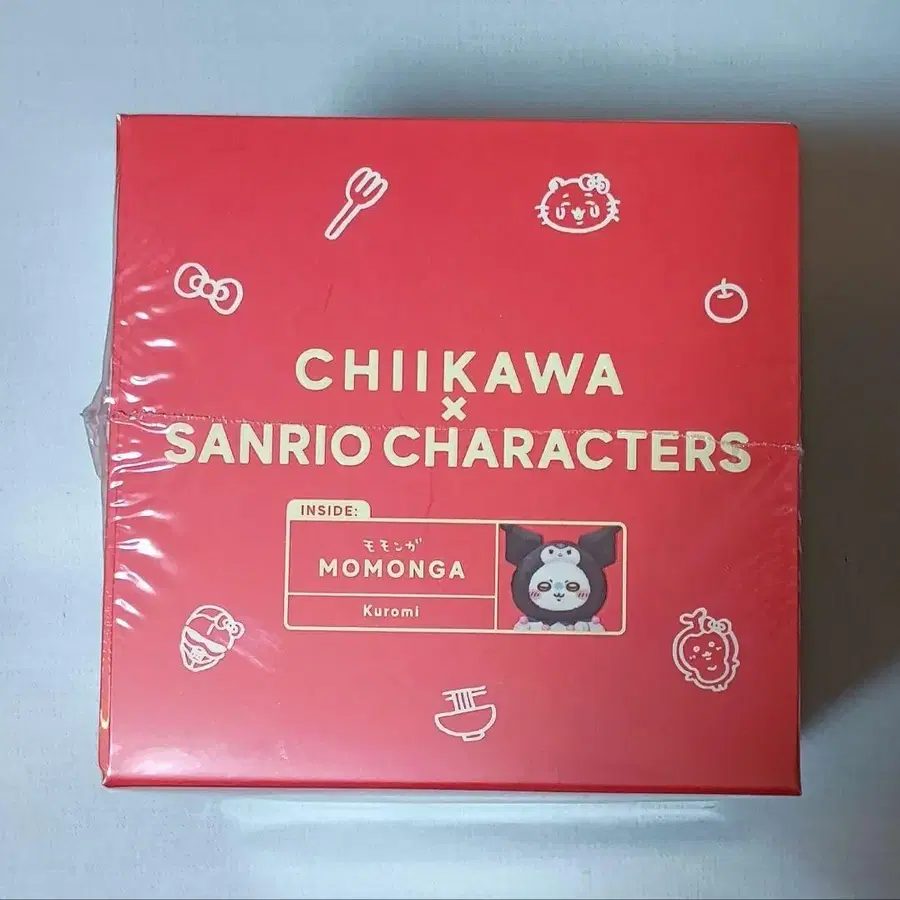 CHIIKAWA
×
SANRIO CHARACTERS
INSIDE:
モモンガ
MOMONGA
Kuromi